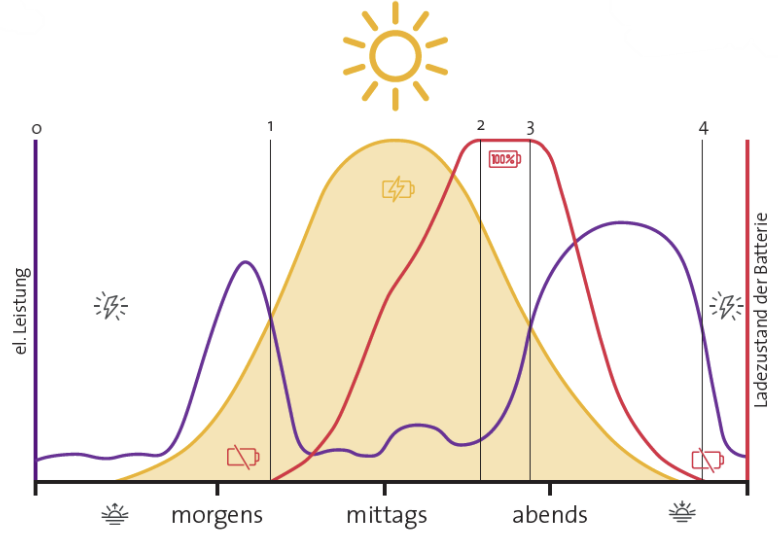 0
1
2
3
4
100%
el. Leistung
Ladezustand der Batterie
morgens
mittags
abends